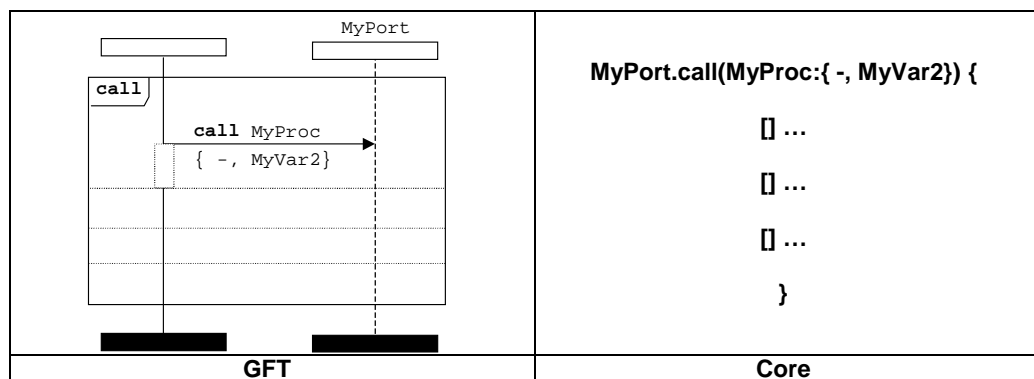 MyPort
call
call MyProc
{ -, MyVar2}
MyPort.call(MyProc:{ -, MyVar2}) {
[] …
[] …
[] …
}
GFT
Core